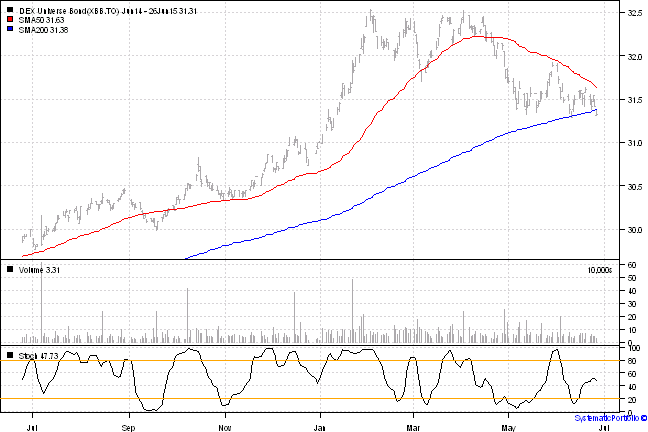 DEX Universe Bond(XBB.TO) Jun14 - 26Jun15 31.31
SMA50 31.63
SMA200 31.38
32.5
32.0
31.5
31.0
30.5
30.0
Volume 3.31
10,000s
60
50
40
30
20
10
0
Stoch 47.73
100
80
60
40
20
0
Jul
Sep
Nov
Jan
Mar
May
Jul
SystematicPortfolio ©